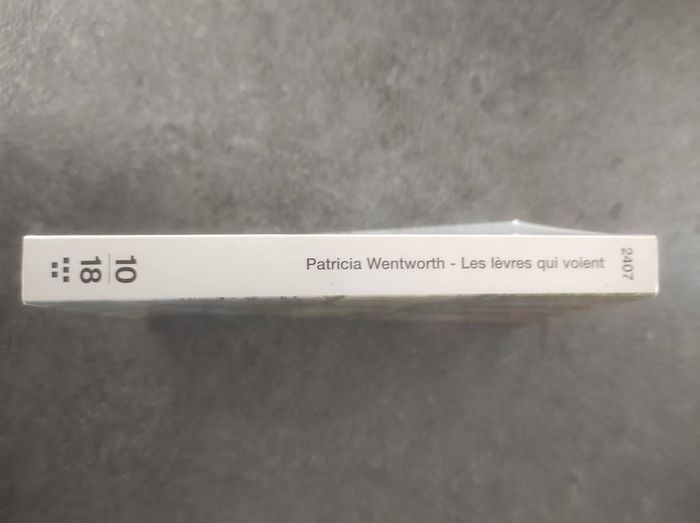 10
18
Patricia Wentworth - Les lèvres qui voient
2407